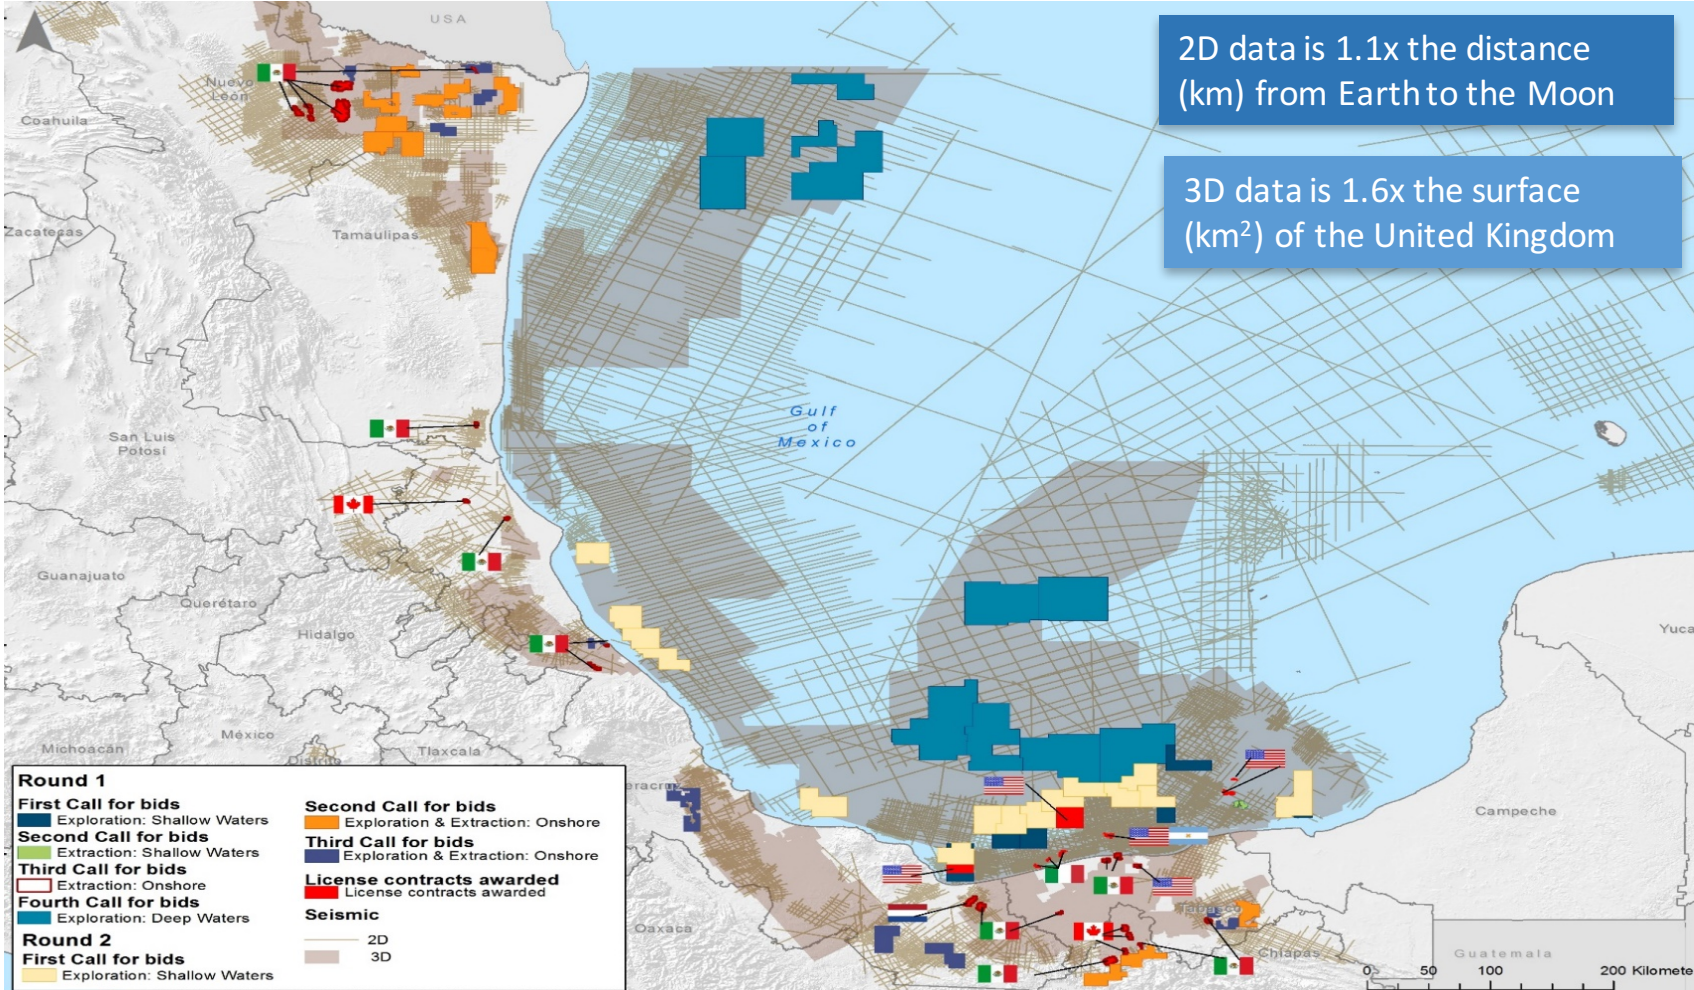 USA
2D data is 1.1x the distance
(km) from Earth to the Moon
3D data is 1.6x the surface
(km²) of the United Kingdom
Nuevo
León
Coahuila
Zacatecas
Tamaulipas
Gulf
of
Mexico
San Luis
Potosí
Guanajuato
Querétaro
Hidalgo
Yuca
México
Michoacán
Distrito
Tlaxcala
eracruz
Campeche
Tabasco
Oaxaca
Chiapas
Guatemala
Round 1
First Call for bids
Exploration: Shallow Waters
Second Call for bids
Extraction: Shallow Waters
Third Call for bids
Extraction: Onshore
Fourth Call for bids
Exploration: Deep Waters
Round 2
First Call for bids
Exploration: Shallow Waters
Second Call for bids
Exploration & Extraction: Onshore
Third Call for bids
Exploration & Extraction: Onshore
License contracts awarded
License contracts awarded
Seismic
2D
3D
0 50 100 200 Kilomete